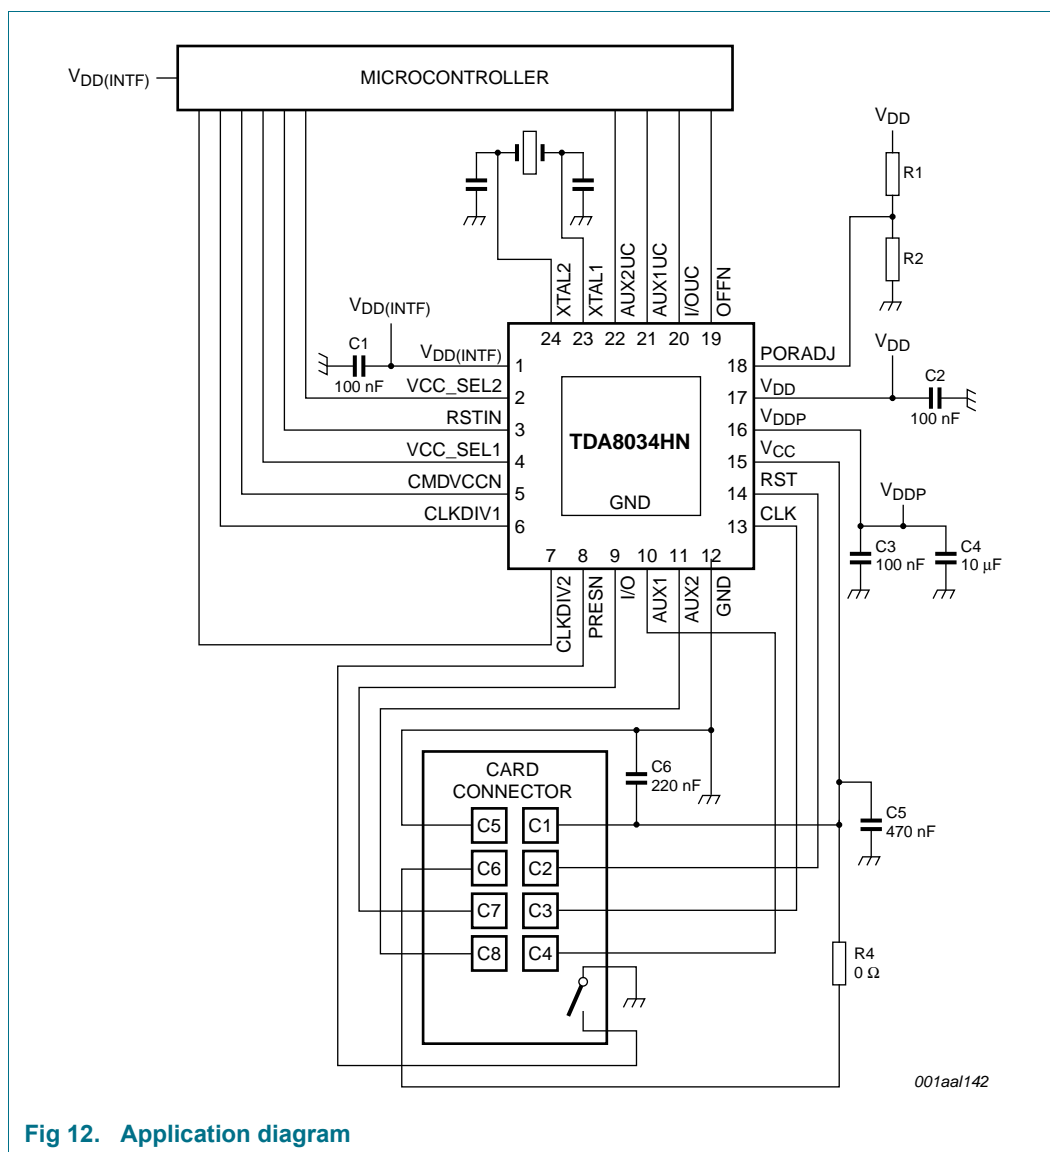 MICROCONTROLLER
VDD(INTF)
VDD
R1
R2
XTAL2
XTAL1
AUX2UC
AUX1UC
I/OUC
OFFN
VDD(INTF)
C1
100 nF
VDD(INTF)
VCC_SEL2
RSTIN
VCC_SEL1
CMDVCCN
CLKDIV1
24 23 22 21 20 19
1
2
3
4
5
6
TDA8034HN
GND
18
17
16
15
14
13
7 8 9 10 11 12
PORADJ
VDD
VDDP
VCC
RST
CLK
VDD
C2
100 nF
VDDP
C3
100 nF
C4
10 μF
CLKDIV2
PRESN
I/O
AUX1
AUX2
GND
CARD
CONNECTOR
C5 C1
C6 C2
C7 C3
C8 C4
C6
220 nF
C5
470 nF
R4
0 Ω
001aal142
Fig 12. Application diagram